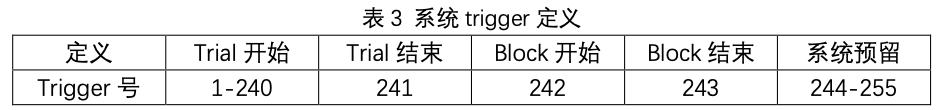 表 3 系统 trigger 定义
定义 Trial 开始 Trial 结束 Block 开始 Block 结束 系统预留
Trigger 号 1-240 241 242 243 244-255